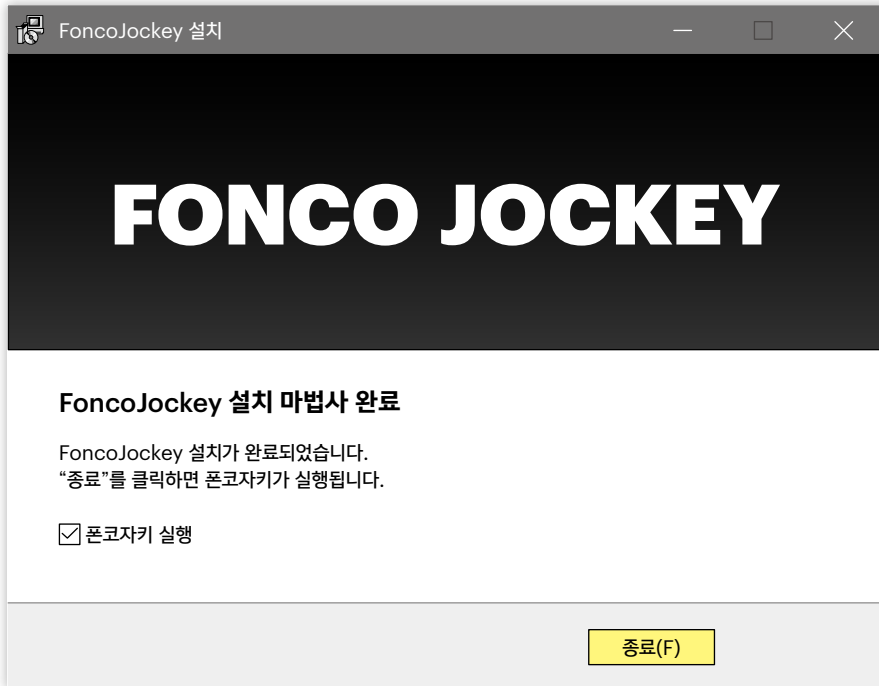 FoncoJockey 설치
FONCO JOCKEY
FoncoJockey 설치 마법사 완료
FoncoJockey 설치가 완료되었습니다.
“종료”를 클릭하면 폰코자키가 실행됩니다.
폰코자키 실행
종료(F)